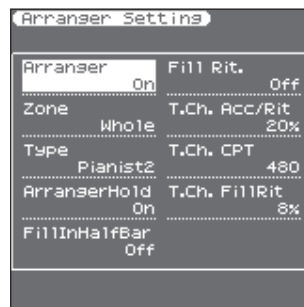 Arranger Setting
Arranger
On
Zone
Whole
Type
Pianist2
ArrangerHold
On
FillInHalfBar
Off
Fill Rit.
Off
T.Ch. Acc/Rit
20%
T.Ch. CPT
480
T.Ch. FillRit
8%